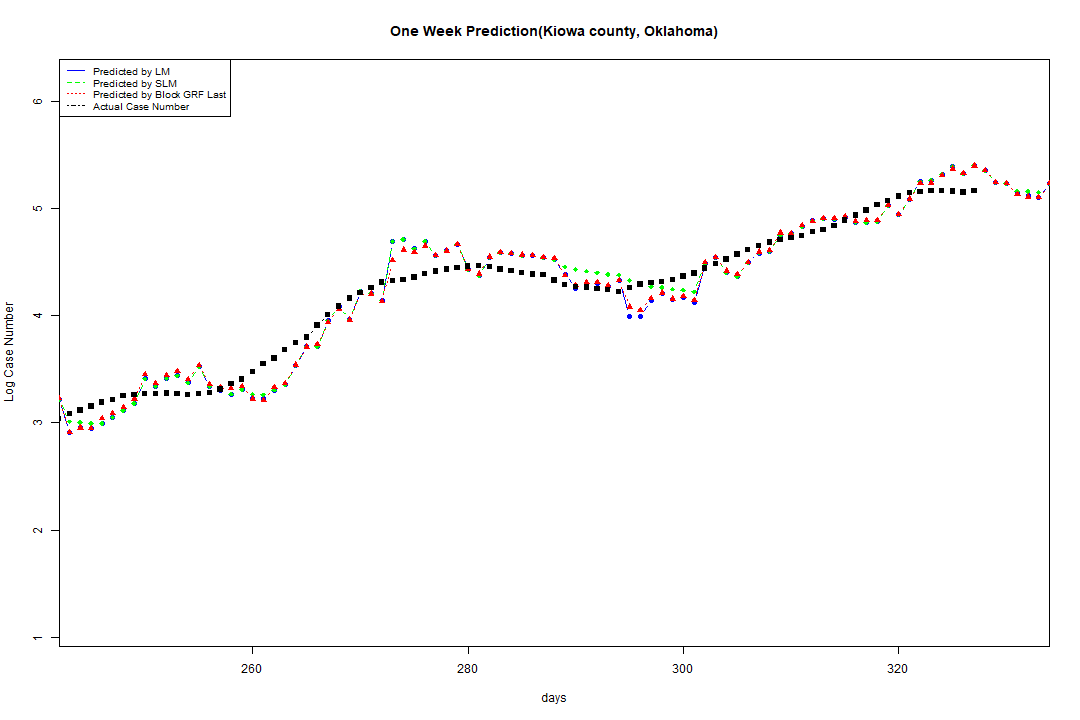 One Week Prediction(Kiowa county, Oklahoma)
Predicted by LM
Predicted by SLM
Predicted by Block GRF Last
Actual Case Number
6
5
4
3
2
1
Log Case Number
260 280 300 320
days